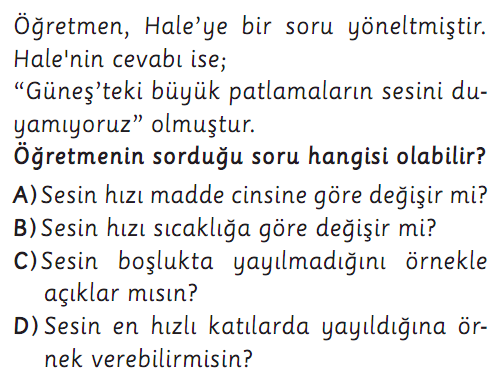 Öğretmen, Hale’ye bir soru yöneltmiştir.
Hale'nin cevabı ise;
“Güneş’teki büyük patlamaların sesini du-
yamıyoruz” olmuştur.
Öğretmenin sorduğu soru hangisi olabilir?
A) Sesin hızı madde cinsine göre değişir mi?
B) Sesin hızı sıcaklığa göre değişir mi?
C) Sesin boşlukta yayılmadığını örnekle
açıklar mısın?
D) Sesin en hızlı katılarda yayıldığına ör-
nek verebilirmisin?